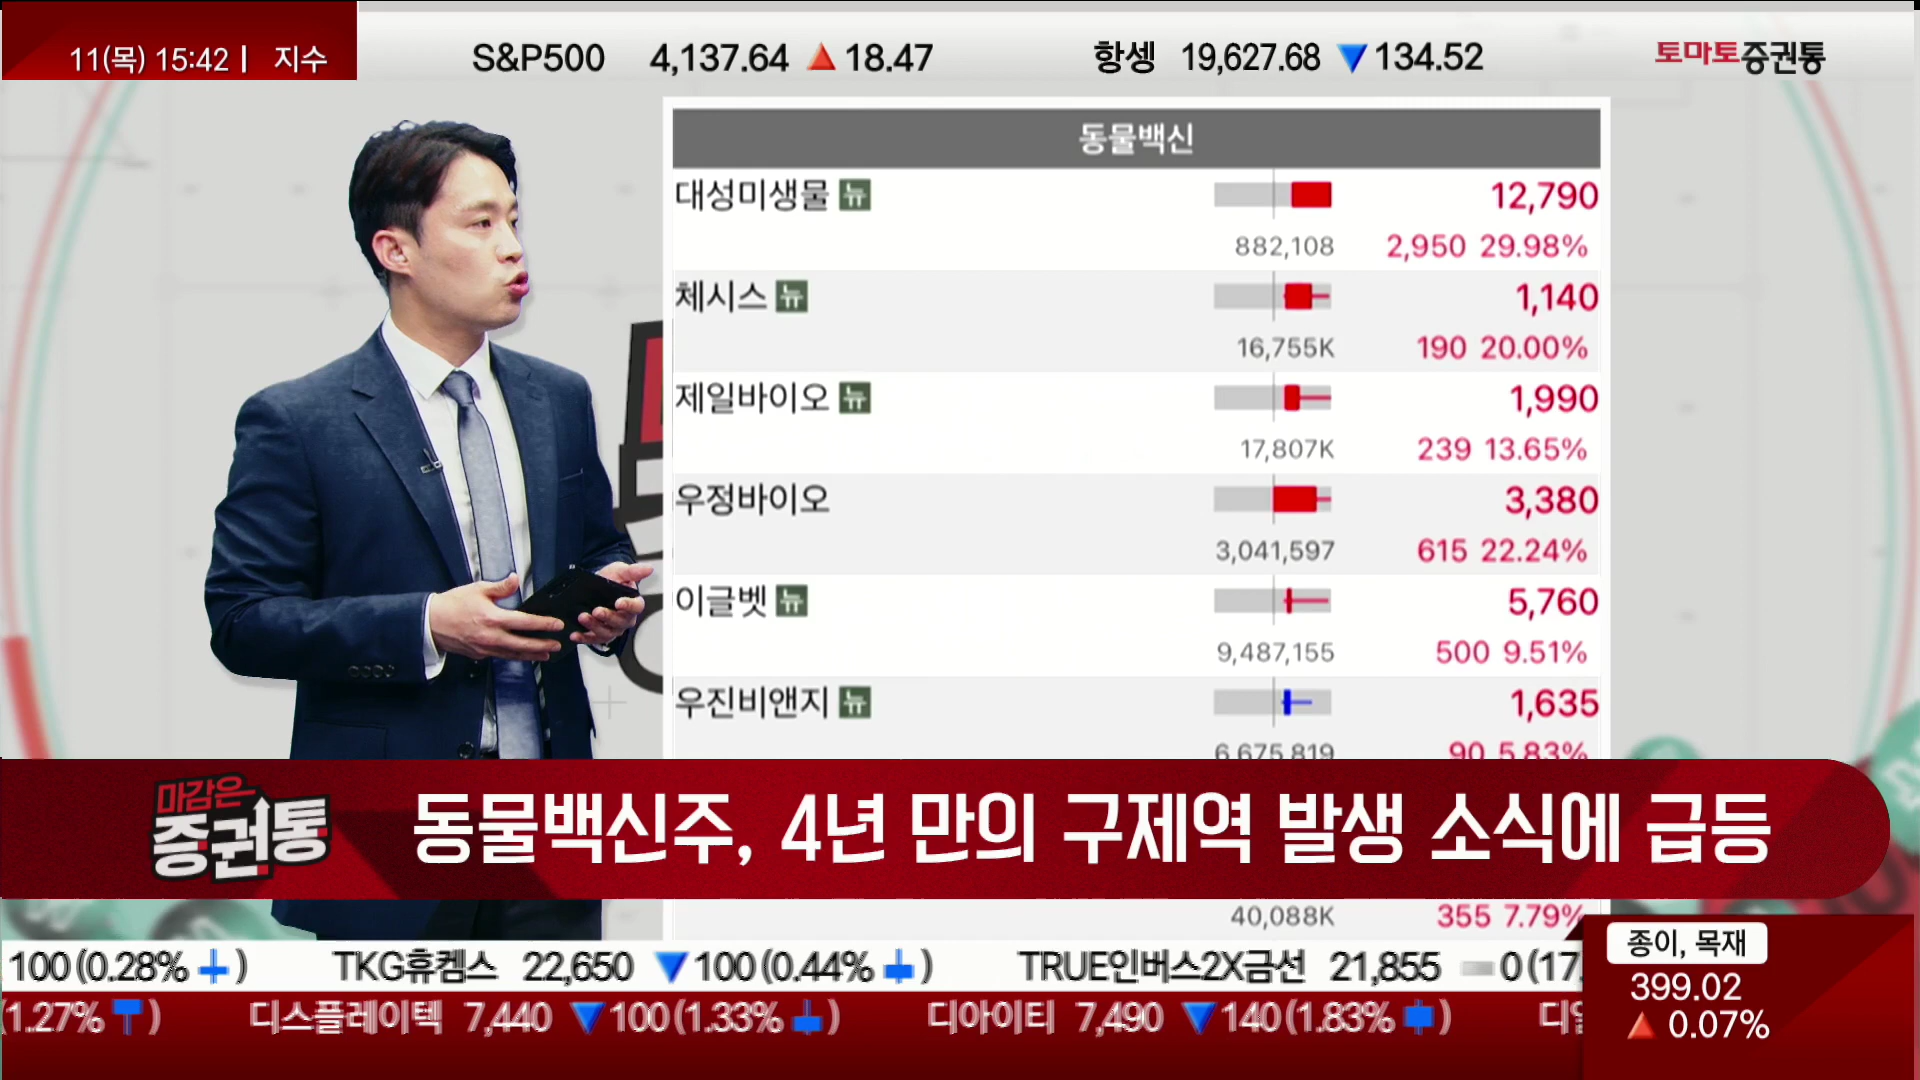 11(목) 15:42 | 지수
S&P500 4,137.64 ▲ 18.47 항셍 19,627.68 ▼ 134.52
토마토증권통
동물백신
대성미생물 뉴 12,790
882,108 2,950 29.98%
체시스 뉴 1,140
16,755K 190 20.00%
제일바이오 뉴 1,990
17,807K 239 13.65%
우정바이오 3,380
3,041,597 615 22.24%
이글벳 뉴 5,760
9,487,155 500 9.51%
우진비앤지 뉴 1,635
6,675,819 90 5.83%
마감은
증권통
동물백신주, 4년 만의 구제역 발생 소식에 급등
40,088K 355 7.79%
100(0.28% ) TKG휴켐스 22,650 ▼100(0.44% ) TRUE인버스2X금선 21,855 0(17.
(1.27% ) 디스플레이텍 7,440 ▼100(1.33% ) 디아이티 7,490 ▼140(1.83% )
종이, 목재
399.02
▲ 0.07%